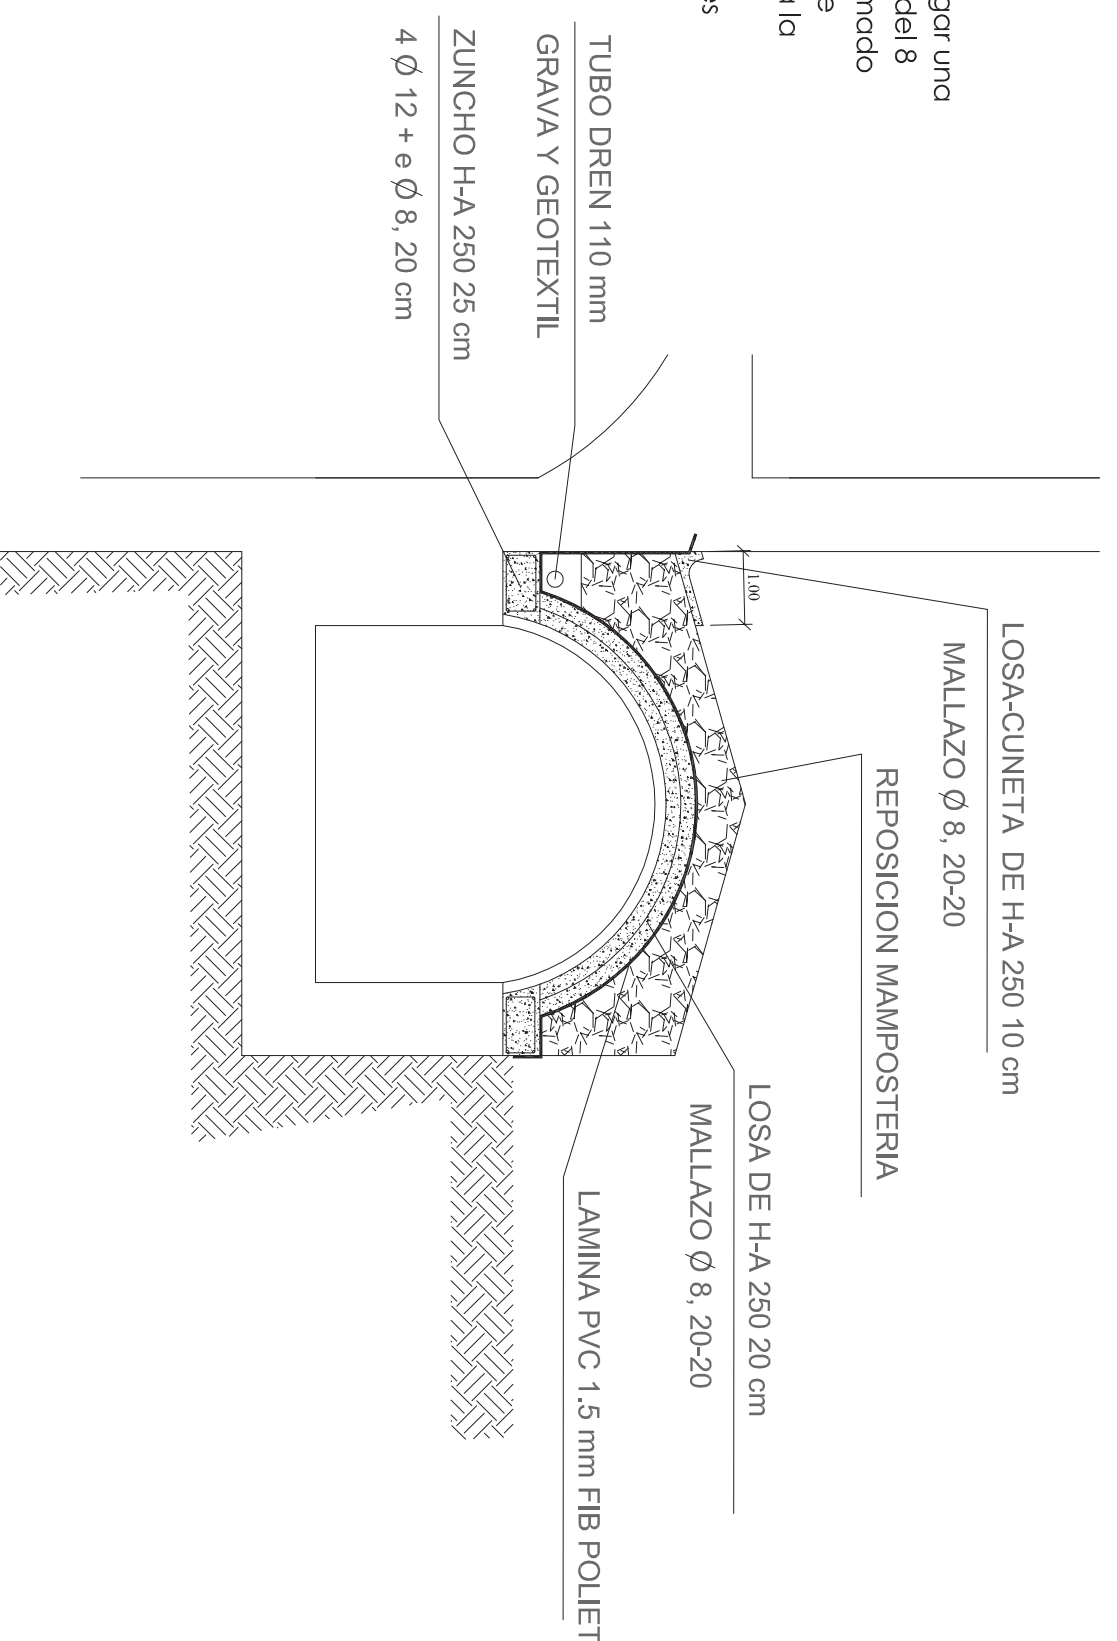 gar una
del 8
mado
e
a la
es
TUBO DREN 110 mm
GRAVA Y GEOTEXTIL
ZUNCHO H-A 250 25 cm
4 Ø 12 + e Ø 8, 20 cm
1.00
LOSA-CUNETA DE H-A 250 10 cm
MALLAZO Ø 8, 20-20
REPOSICION MAMPOSTERIA
LOSA DE H-A 250 20 cm
MALLAZO Ø 8, 20-20
LAMINA PVC 1.5 mm FIB POLIET